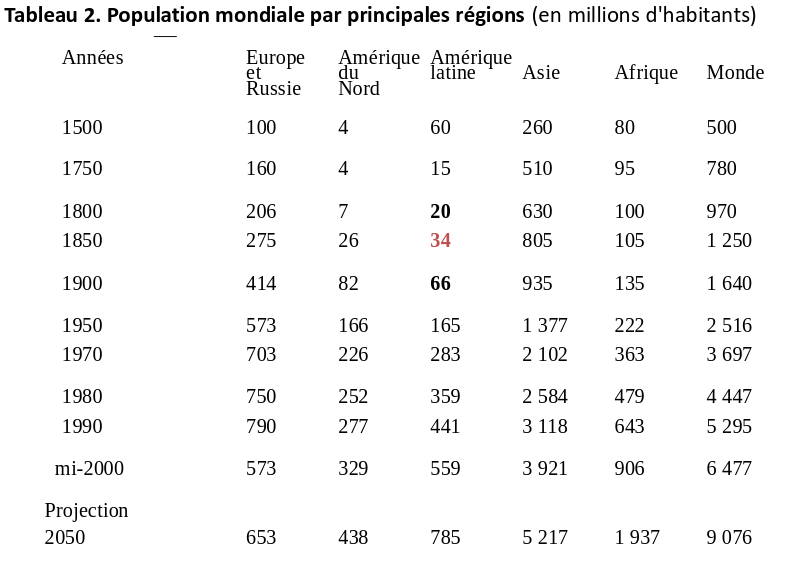 Tableau 2. Population mondiale par principales régions (en millions d'habitants)
Années Europe et Russie Amérique du Nord Amérique latine Asie Afrique Monde
1500 100 4 60 260 80 500
1750 160 4 15 510 95 780
1800 206 7 20 630 100 970
1850 275 26 34 805 105 1 250
1900 414 82 66 935 135 1 640
1950 573 166 165 1 377 222 2 516
1970 703 226 283 2 102 363 3 697
1980 750 252 359 2 584 479 4 447
1990 790 277 441 3 118 643 5 295
mi-2000 573 329 559 3 921 906 6 477
Projection
2050 653 438 785 5 217 1 937 9 076